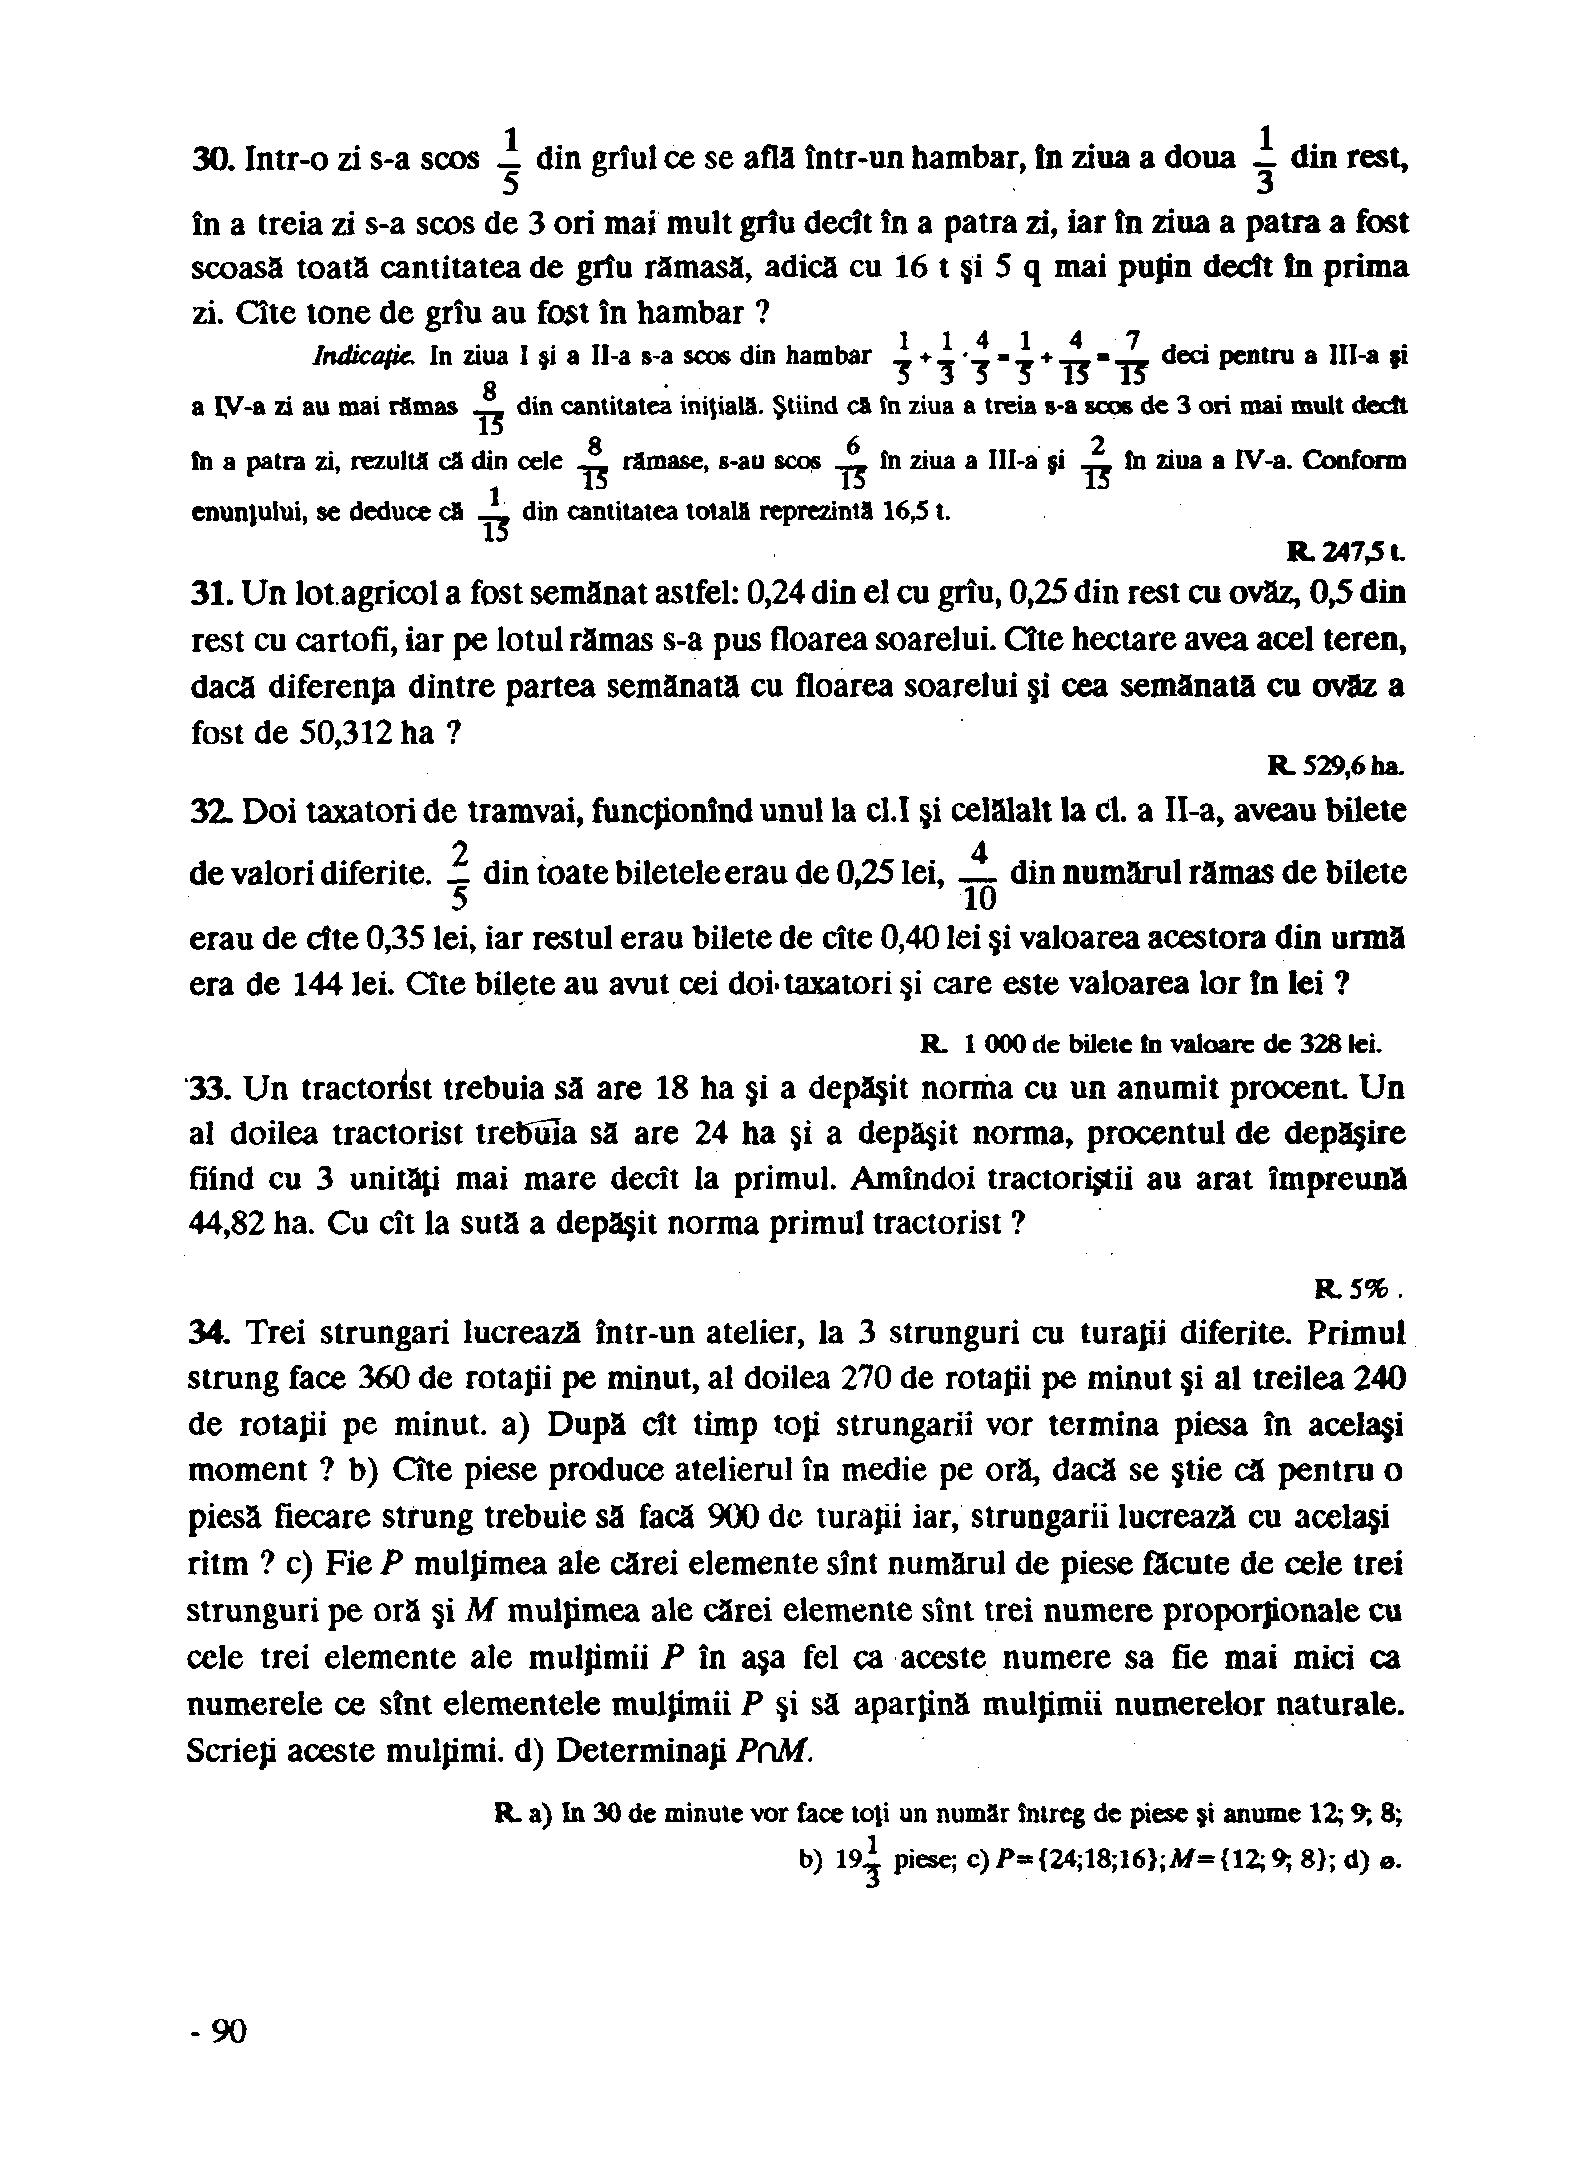 30. Intr-o zi s-a scos 1/5 din grîul ce se află într-un hambar, în ziua a doua 1/3 din rest,
în a treia zi s-a scos de 3 ori mai mult grîu decît în a patra zi, iar în ziua a patra a fost
scoasă toată cantitatea de grîu rămasă, adică cu 16 t şi 5 q mai puţin decît în prima
zi. Cîte tone de grîu au fost în hambar ?
Indicaţie. In ziua I şi a II-a s-a scos din hambar 1/5 + 1/3 · 4/5 = 1/5 + 4/15 = 7/15 deci pentru a III-a şi
a IV-a zi au mai rămas 8/15 din cantitatea iniţială. Ştiind că în ziua a treia s-a scos de 3 ori mai mult decît
în a patra zi, rezultă că din cele 8/15 rămase, s-au scos 6/15 în ziua a III-a şi 2/15 în ziua a IV-a. Conform
enunţului, se deduce că 1/15 din cantitatea totală reprezintă 16,5 t.
R. 247,5 t.
31. Un lot agricol a fost semănat astfel: 0,24 din el cu grîu, 0,25 din rest cu ovăz, 0,5 din
rest cu cartofi, iar pe lotul rămas s-a pus floarea soarelui. Cîte hectare avea acel teren,
dacă diferenţa dintre partea semănată cu floarea soarelui şi cea semănată cu ovăz a
fost de 50,312 ha ?
R. 529,6 ha.
32. Doi taxatori de tramvai, funcţionînd unul la cl.I şi celălalt la cl. a II-a, aveau bilete
de valori diferite. 2/5 din toate biletele erau de 0,25 lei, 4/10 din numărul rămas de bilete
erau de cîte 0,35 lei, iar restul erau bilete de cîte 0,40 lei şi valoarea acestora din urmă
era de 144 lei. Cîte bilete au avut cei doi taxatori şi care este valoarea lor în lei ?
R. 1 000 de bilete în valoare de 328 lei.
33. Un tractorist trebuia să are 18 ha şi a depăşit norma cu un anumit procent. Un
al doilea tractorist trebuia să are 24 ha şi a depăşit norma, procentul de depăşire
fiind cu 3 unităţi mai mare decît la primul. Amîndoi tractoriştii au arat împreună
44,82 ha. Cu cît la sută a depăşit norma primul tractorist ?
R. 5% .
34. Trei strungari lucrează într-un atelier, la 3 strunguri cu turaţii diferite. Primul
strung face 360 de rotaţii pe minut, al doilea 270 de rotaţii pe minut şi al treilea 240
de rotaţii pe minut. a) După cît timp toţi strungarii vor termina piesa în acelaşi
moment ? b) Cîte piese produce atelierul în medie pe oră, dacă se ştie că pentru o
piesă fiecare strung trebuie să facă 900 de turaţii iar, strungarii lucrează cu acelaşi
ritm ? c) Fie P mulţimea ale cărei elemente sînt numărul de piese făcute de cele trei
strunguri pe oră şi M mulţimea ale cărei elemente sînt trei numere proporţionale cu
cele trei elemente ale mulţimii P în aşa fel ca aceste numere sa fie mai mici ca
numerele ce sînt elementele mulţimii P şi să aparţină mulţimii numerelor naturale.
Scrieţi aceste mulţimi. d) Determinaţi P∩M.
R. a) In 30 de minute vor face toţi un număr întreg de piese şi anume 12; 9; 8;
b) 19 1/3 piese; c) P={24;18;16}; M={12; 9; 8}; d) ø.
- 90